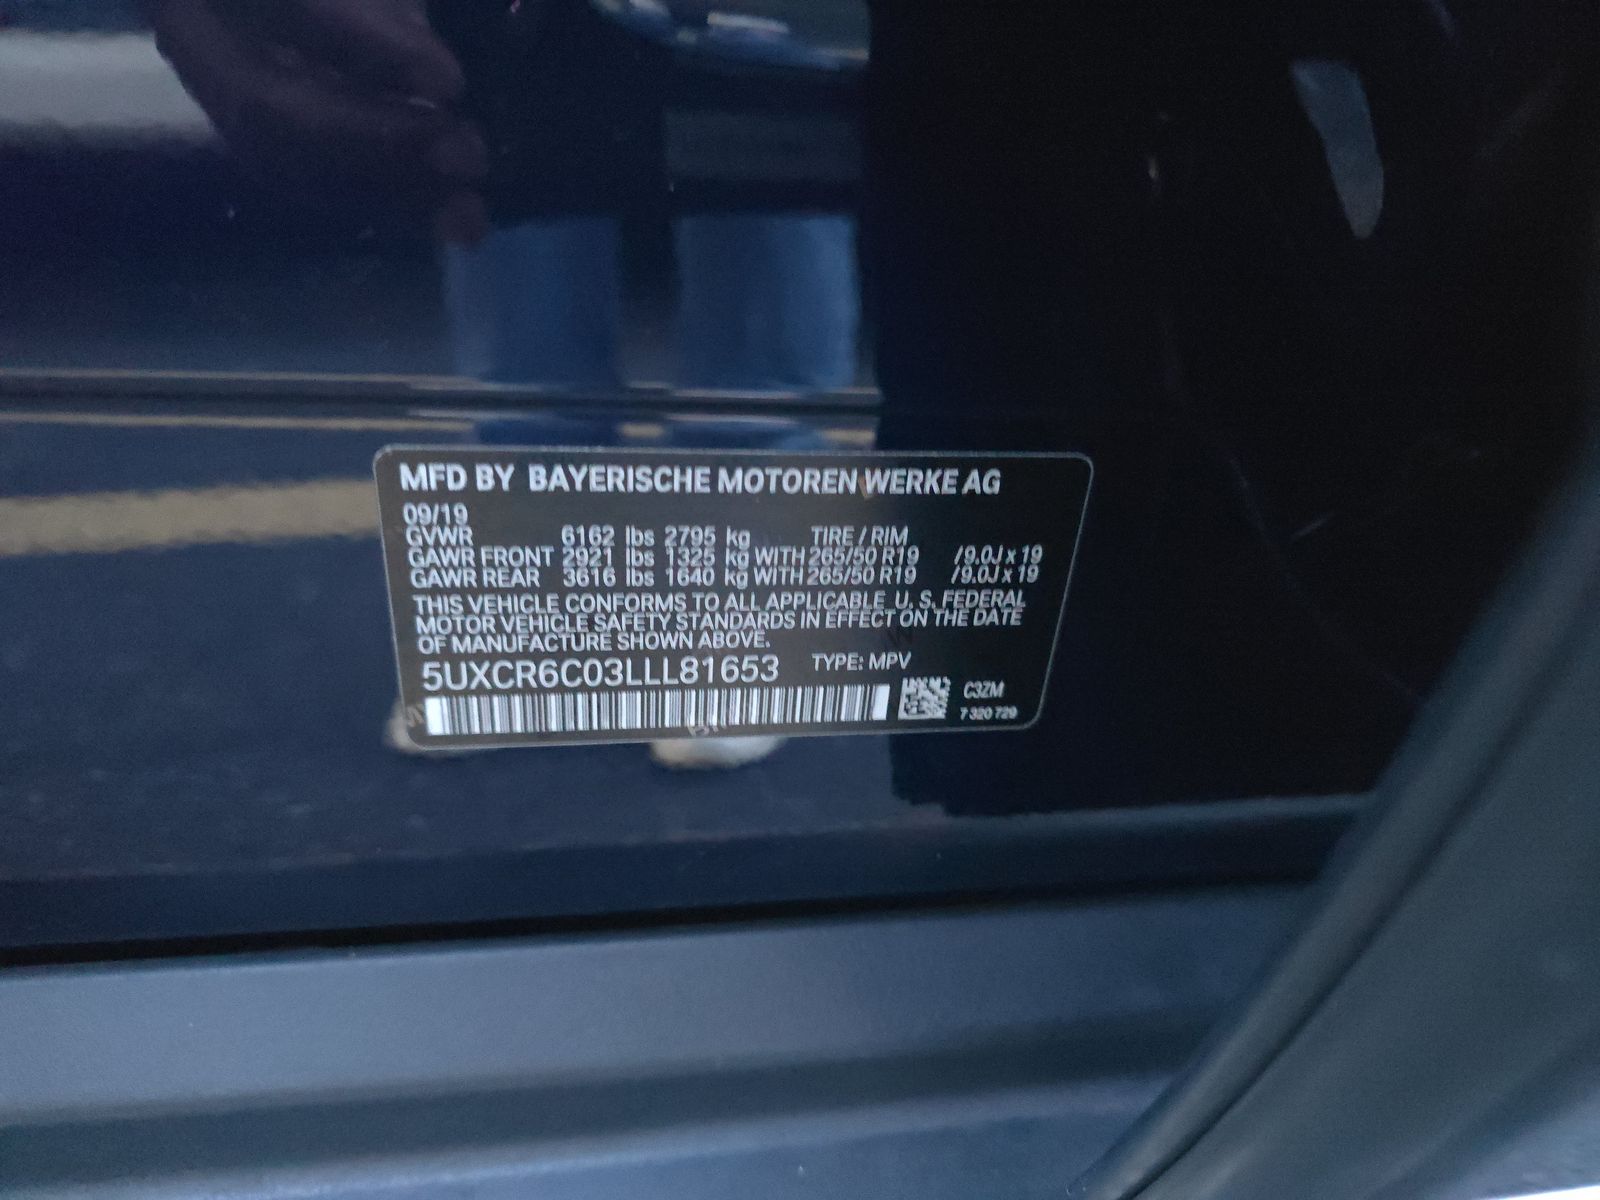 MFD BY BAYERISCHE MOTOREN WERKE AG
09/19
GVWR 6162 lbs 2795 kg TIRE / RIM
GAWR FRONT 2921 lbs 1325 kg WITH 265/50 R19 /9.0J x 19
GAWR REAR 3616 lbs 1640 kg WITH 265/50 R19 /9.0J x 19
THIS VEHICLE CONFORMS TO ALL APPLICABLE U. S. FEDERAL
MOTOR VEHICLE SAFETY STANDARDS IN EFFECT ON THE DATE
OF MANUFACTURE SHOWN ABOVE.
5UXCR6C03LLL81653 TYPE: MPV
C3ZM
7 320 729